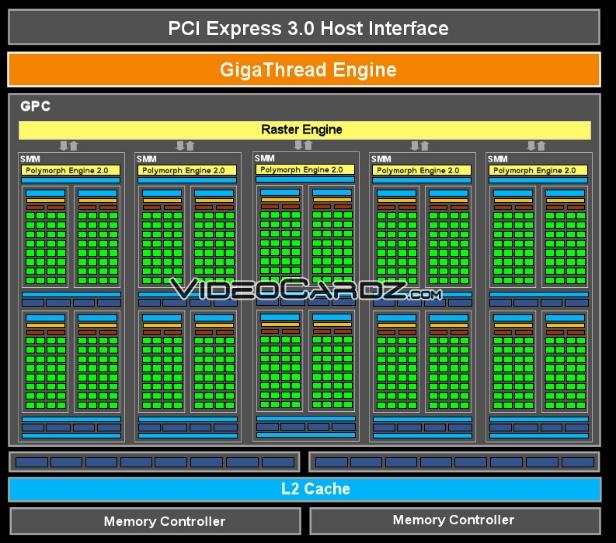 PCI Express 3.0 Host Interface
GigaThread Engine
GPC
Raster Engine
SMM SMM SMM SMM SMM
Polymorph Engine 2.0 Polymorph Engine 2.0 Polymorph Engine 2.0 Polymorph Engine 2.0 Polymorph Engine 2.0
VIDEOCARDZ.COM
L2 Cache
Memory Controller Memory Controller